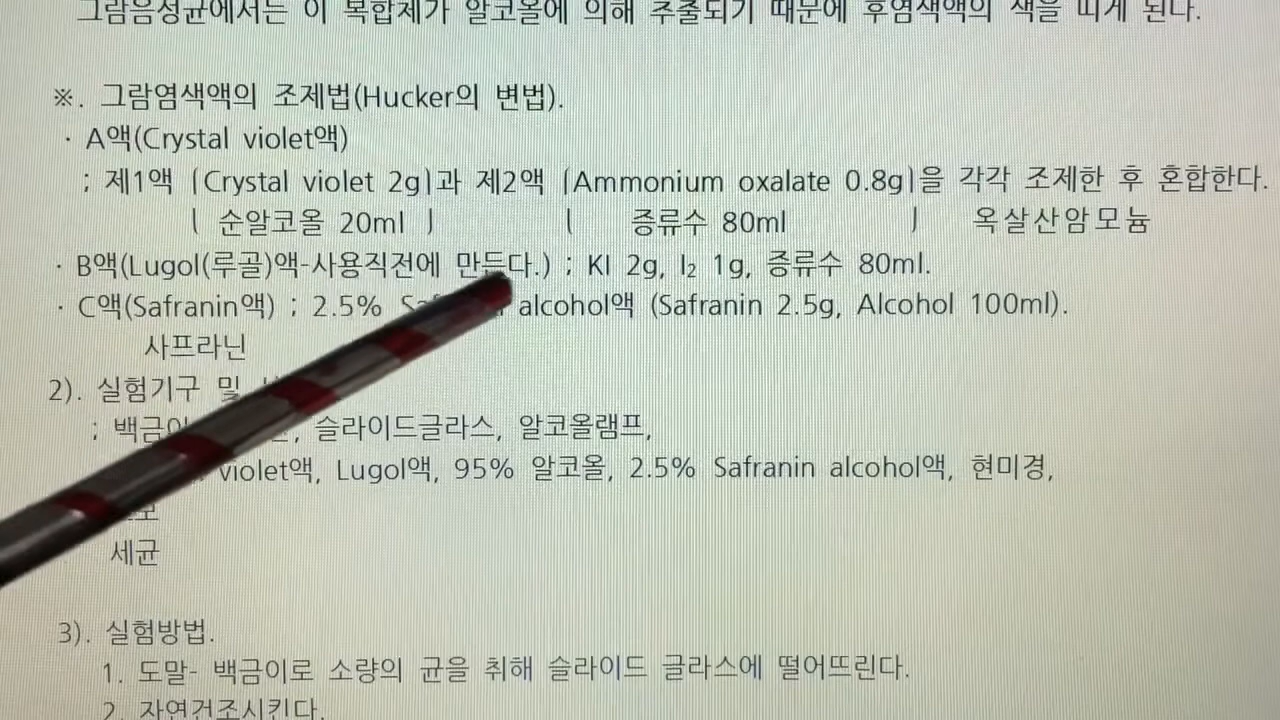 그람음성균에서는 이 복합체가 알코올에 의해 추출되기 때문에 후염색액의 색을 띠게 된다.
※. 그람염색액의 조제법(Hucker의 변법).
· A액(Crystal violet액)
; 제1액 ⌈Crystal violet 2g⌉과 제2액 ⌈Ammonium oxalate 0.8g⌉을 각각 조제한 후 혼합한다.
⌊ 순알코올 20ml ⌋ ⌊ 증류수 80ml ⌋ 옥살산암모늄
· B액(Lugol(루골)액-사용직전에 만든다.) ; KI 2g, I₂ 1g, 증류수 80ml.
· C액(Safranin액) ; 2.5% alcohol액 (Safranin 2.5g, Alcohol 100ml).
사프라닌
2). 실험기구 및
; 슬라이드글라스, 알코올램프,
violet액, Lugol액, 95% 알코올, 2.5% Safranin alcohol액, 현미경,
세균
3). 실험방법.
1. 도말- 백금이로 소량의 균을 취해 슬라이드 글라스에 떨어뜨린다.
2. 자연건조시킨다.